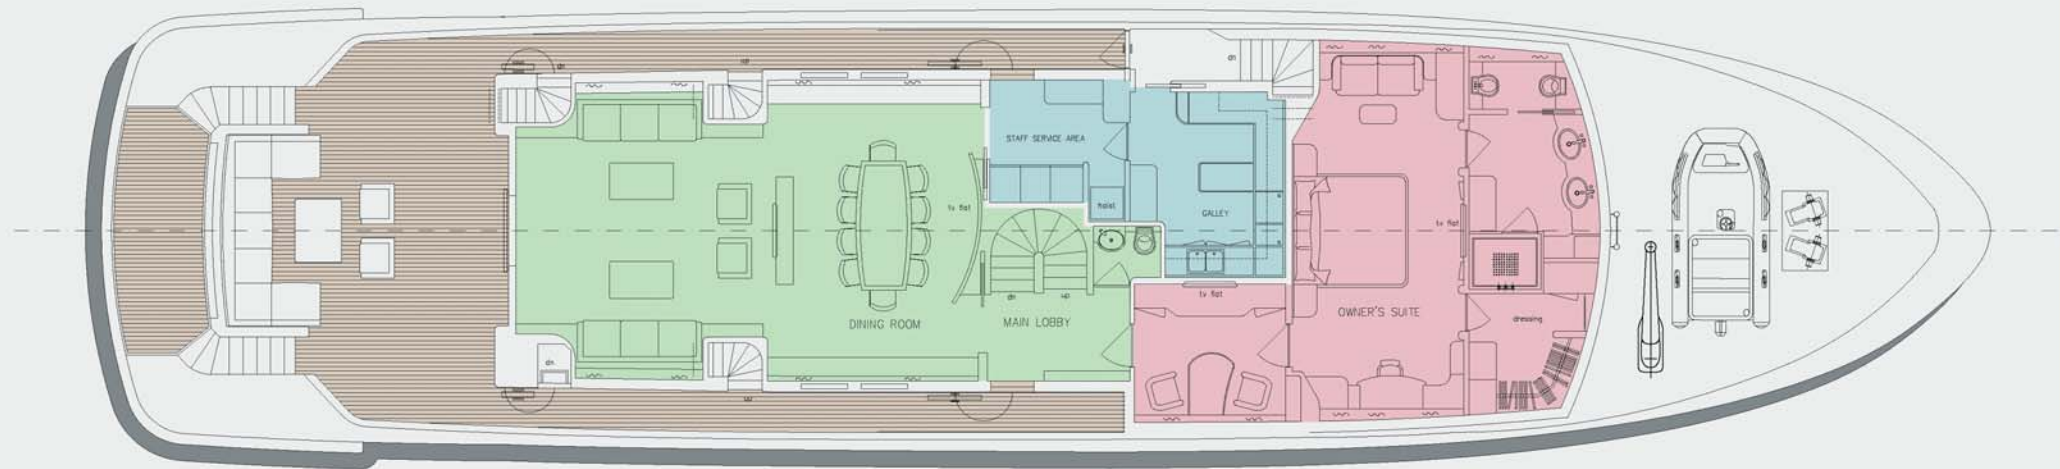 dn
up
dn
STAFF SERVICE AREA
tv flat
hoist
GALLEY
tv flat
dn
up
tv flat
DINING ROOM
MAIN LOBBY
OWNER'S SUITE
dressing
dn
up